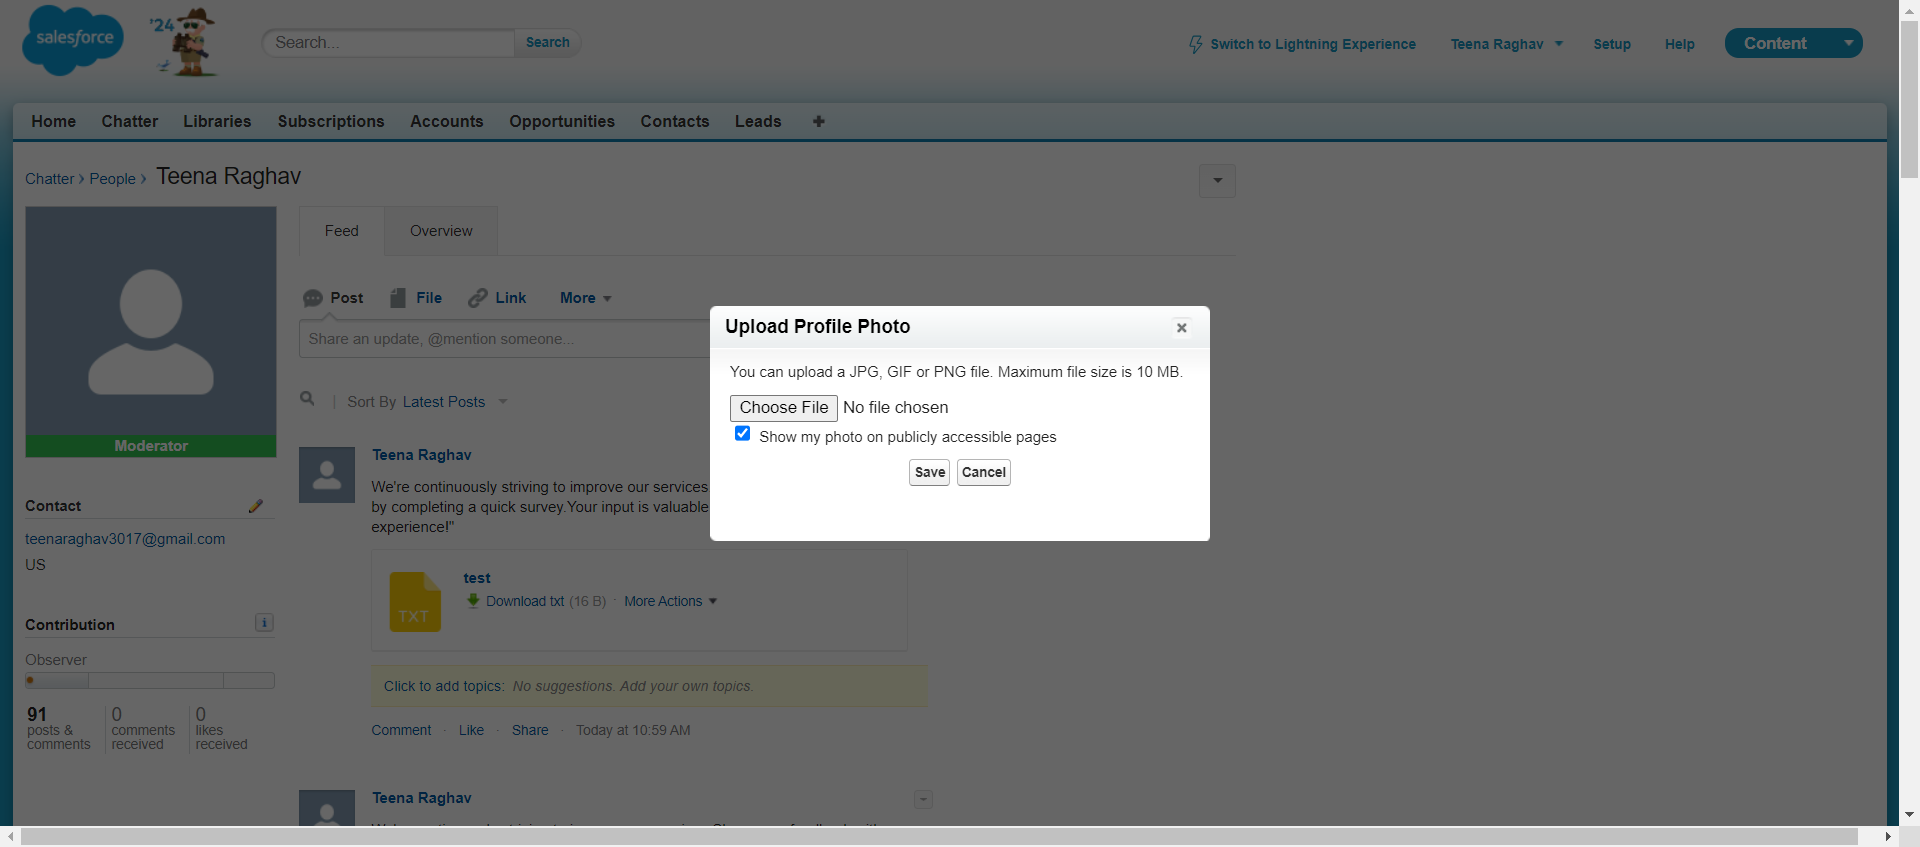 salesforce
'24
Search...
Search
Switch to Lightning Experience
Teena Raghav
Setup
Help
Content
Home
Chatter
Libraries
Subscriptions
Accounts
Opportunities
Contacts
Leads
Chatter › People › Teena Raghav
Feed
Overview
Post
File
Link
More
Share an update, @mention someone...
Sort By Latest Posts
Moderator
Contact
teenaraghav3017@gmail.com
US
Contribution
Observer
91
posts &
comments
0
comments
received
0
likes
received
Teena Raghav
We're continuously striving to improve our services
by completing a quick survey.Your input is valuable
experience!"
TXT
test
Download txt (16 B) · More Actions
Click to add topics: No suggestions. Add your own topics.
Comment · Like · Share · Today at 10:59 AM
Teena Raghav
Upload Profile Photo
You can upload a JPG, GIF or PNG file. Maximum file size is 10 MB.
Choose File No file chosen
Show my photo on publicly accessible pages
Save
Cancel